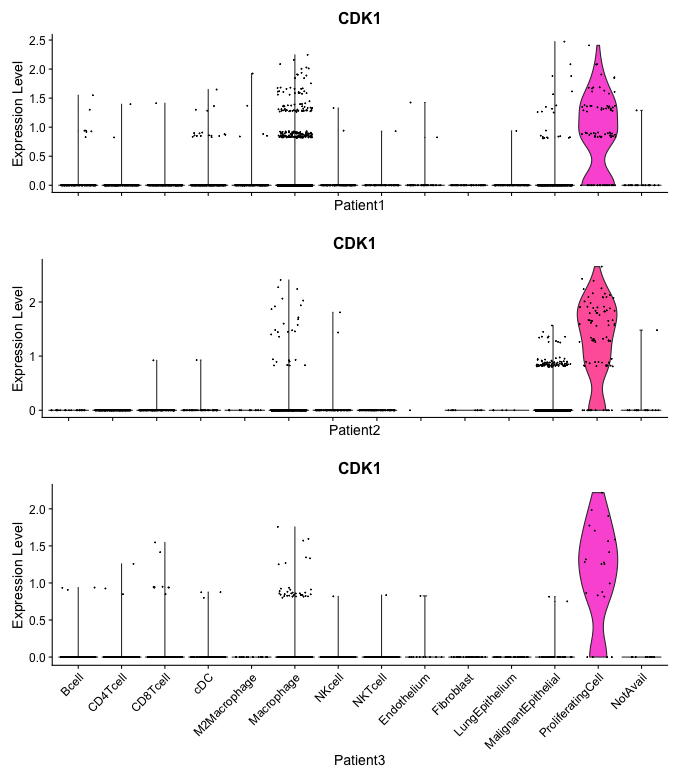 CDK1
Expression Level
2.5
2.0
1.5
1.0
0.5
0.0
Patient1
CDK1
Expression Level
2
1
0
Patient2
CDK1
Expression Level
2.0
1.5
1.0
0.5
0.0
Bcell
CD4Tcell
CD8Tcell
cDC
M2Macrophage
Macrophage
NKcell
NKTcell
Endothelium
Fibroblast
LungEpithelium
MalignantEpithelial
ProliferatingCell
NotAvail
Patient3